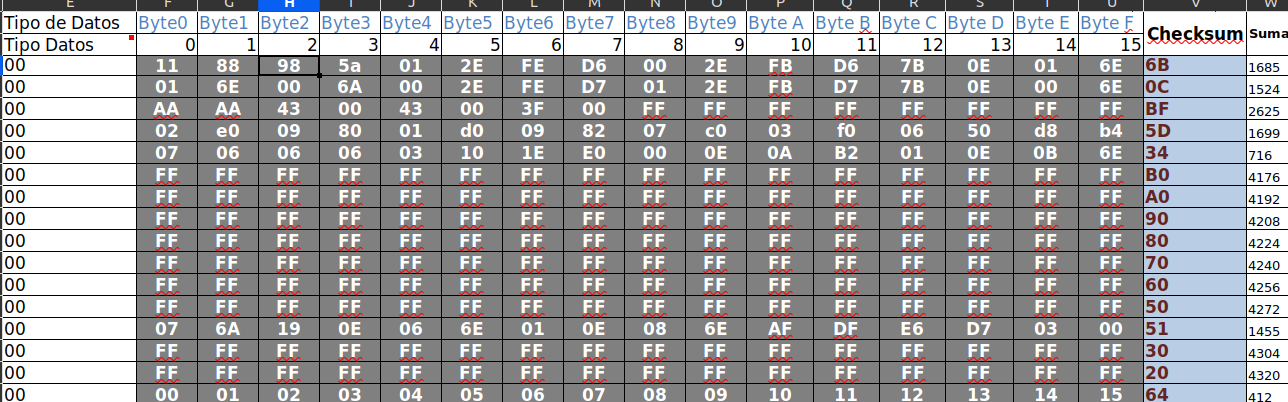 E F G H I J K L M N O P Q R S T U V W
Tipo de Datos Byte0 Byte1 Byte2 Byte3 Byte4 Byte5 Byte6 Byte7 Byte8 Byte9 Byte A Byte B Byte C Byte D Byte E Byte F Checksum Suma
Tipo Datos 0 1 2 3 4 5 6 7 8 9 10 11 12 13 14 15
00 11 88 98 5a 01 2E FE D6 00 2E FB D6 7B 0E 01 6E 6B 1685
00 01 6E 00 6A 00 2E FE D7 01 2E FB D7 7B 0E 00 6E 0C 1524
00 AA AA 43 00 43 00 3F 00 FF FF FF FF FF FF FF FF BF 2625
00 02 e0 09 80 01 d0 09 82 07 c0 03 f0 06 50 d8 b4 5D 1699
00 07 06 06 06 03 10 1E E0 00 0E 0A B2 01 0E 0B 6E 34 716
00 FF FF FF FF FF FF FF FF FF FF FF FF FF FF FF FF B0 4176
00 FF FF FF FF FF FF FF FF FF FF FF FF FF FF FF FF A0 4192
00 FF FF FF FF FF FF FF FF FF FF FF FF FF FF FF FF 90 4208
00 FF FF FF FF FF FF FF FF FF FF FF FF FF FF FF FF 80 4224
00 FF FF FF FF FF FF FF FF FF FF FF FF FF FF FF FF 70 4240
00 FF FF FF FF FF FF FF FF FF FF FF FF FF FF FF FF 60 4256
00 FF FF FF FF FF FF FF FF FF FF FF FF FF FF FF FF 50 4272
00 07 6A 19 0E 06 6E 01 0E 08 6E AF DF E6 D7 03 00 51 1455
00 FF FF FF FF FF FF FF FF FF FF FF FF FF FF FF FF 30 4304
00 FF FF FF FF FF FF FF FF FF FF FF FF FF FF FF FF 20 4320
00 00 01 02 03 04 05 06 07 08 09 10 11 12 13 14 15 64 412